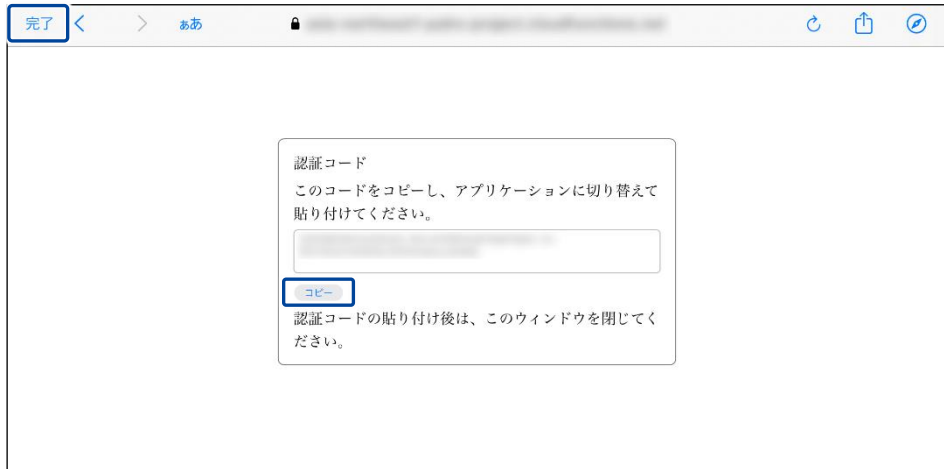 完了
ぁあ
認証コード
このコードをコピーし、アプリケーションに切り替えて
貼り付けてください。
コピー
認証コードの貼り付け後は、このウィンドウを閉じてく
ださい。